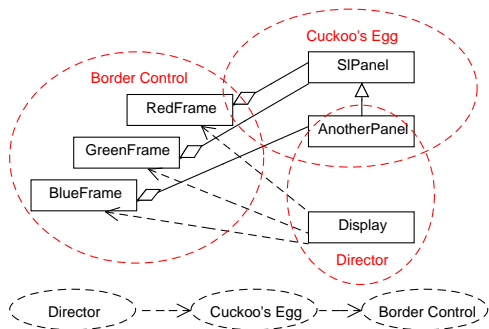 Cuckoo's Egg
SIPanel
Border Control
RedFrame
AnotherPanel
GreenFrame
BlueFrame
Display
Director
Director
Cuckoo's Egg
Border Control